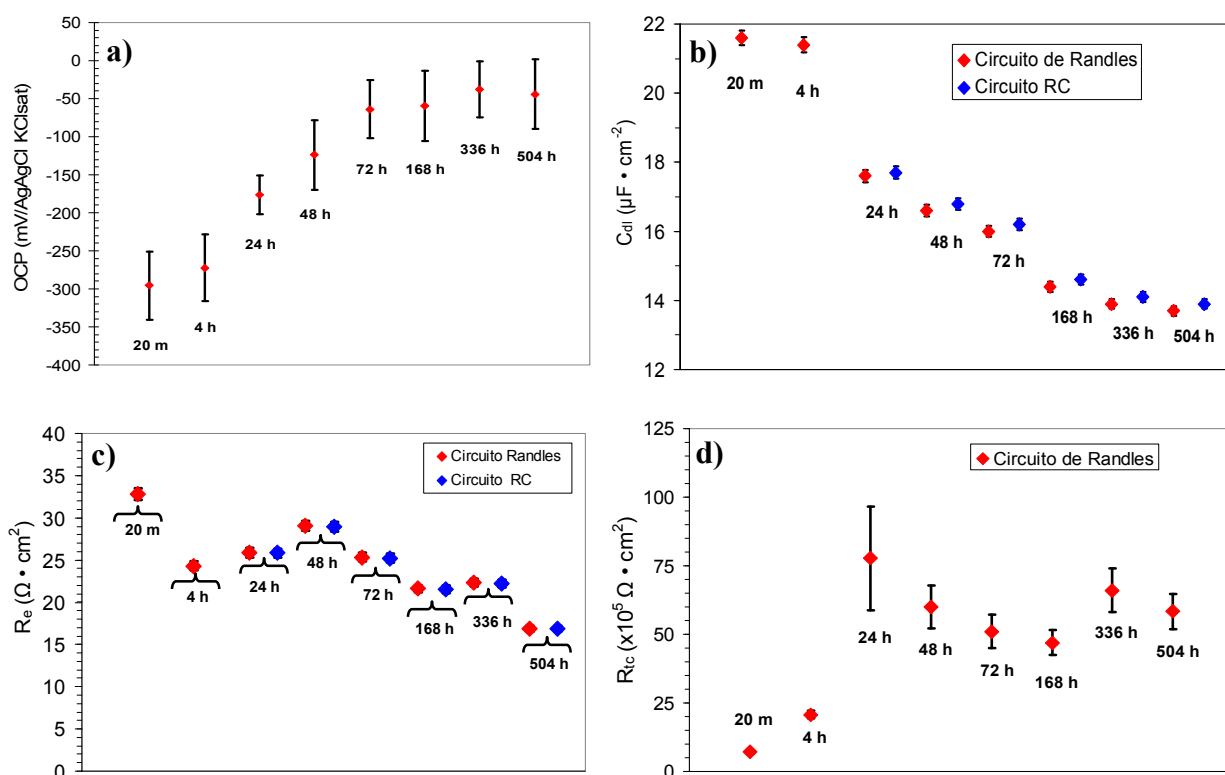 a)
OCP (mV/AgAgCl KClsat)
50
0
-50
-100
-150
-200
-250
-300
-350
-400
20 m
4 h
24 h
48 h
72 h
168 h
336 h
504 h
b)
Cdl (µF • cm-2)
22
20
18
16
14
12
Circuito de Randles
Circuito RC
20 m
4 h
24 h
48 h
72 h
168 h
336 h
504 h
c)
Re (Ω • cm2)
40
35
30
25
20
15
10
5
0
Circuito Randles
Circuito RC
20 m
4 h
24 h
48 h
72 h
168 h
336 h
504 h
d)
Rtc (x105 Ω • cm2)
125
100
75
50
25
0
Circuito de Randles
20 m
4 h
24 h
48 h
72 h
168 h
336 h
504 h